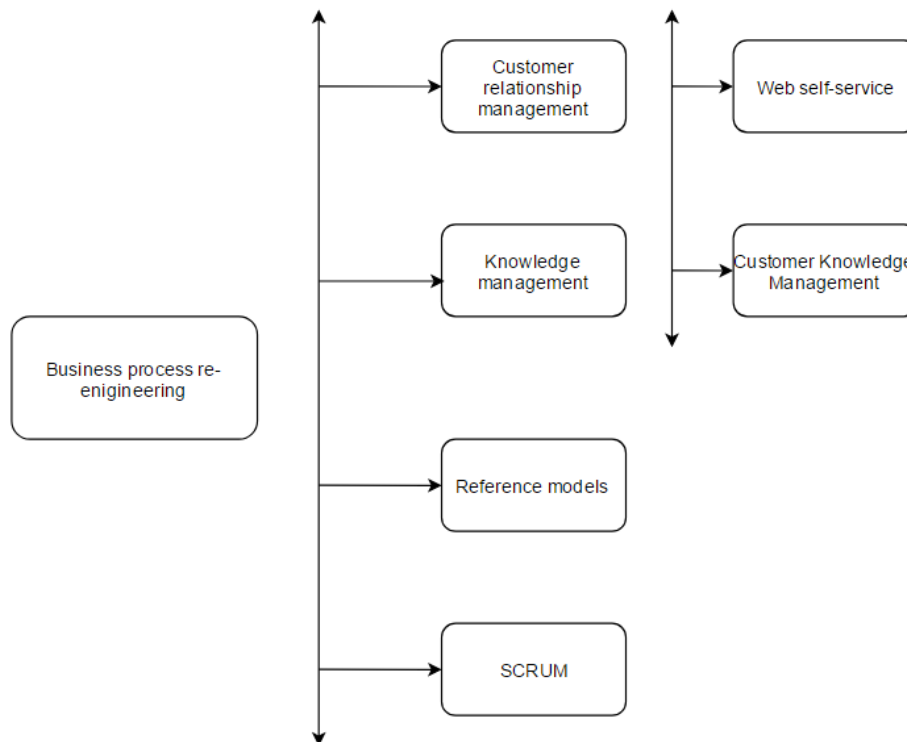 Customer
relationship
management
Web self-service
Knowledge
management
Customer Knowledge
Management
Business process re-
enigineering
Reference models
SCRUM